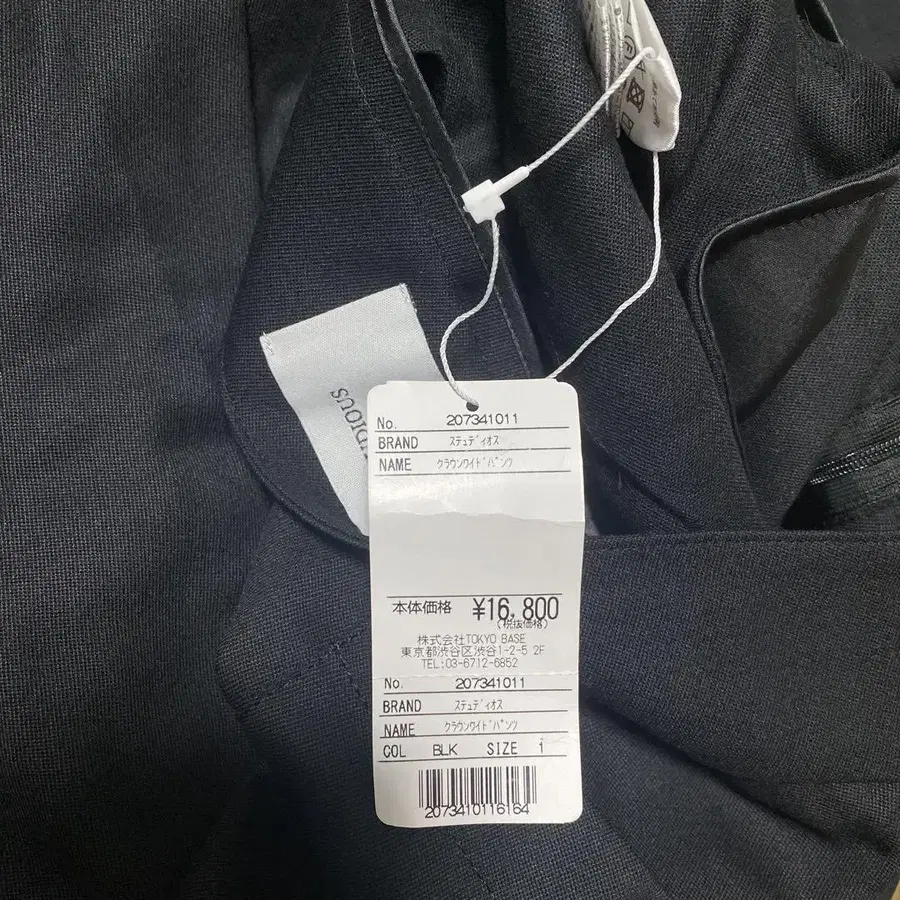 DIOUS
No. 207341011
BRAND ｽﾃｭﾃﾞｨｵｽ
NAME ｸﾗｳﾝﾜｲﾄﾞﾊﾟﾝﾂ
本体価格 ¥16,800
(税抜価格)
株式会社TOKYO BASE
東京都渋谷区渋谷1-2-5 2F
TEL:03-6712-6852
No. 207341011
BRAND ｽﾃｭﾃﾞｨｵｽ
NAME ｸﾗｳﾝﾜｲﾄﾞﾊﾟﾝﾂ
COL BLK SIZE 1
2073410116164